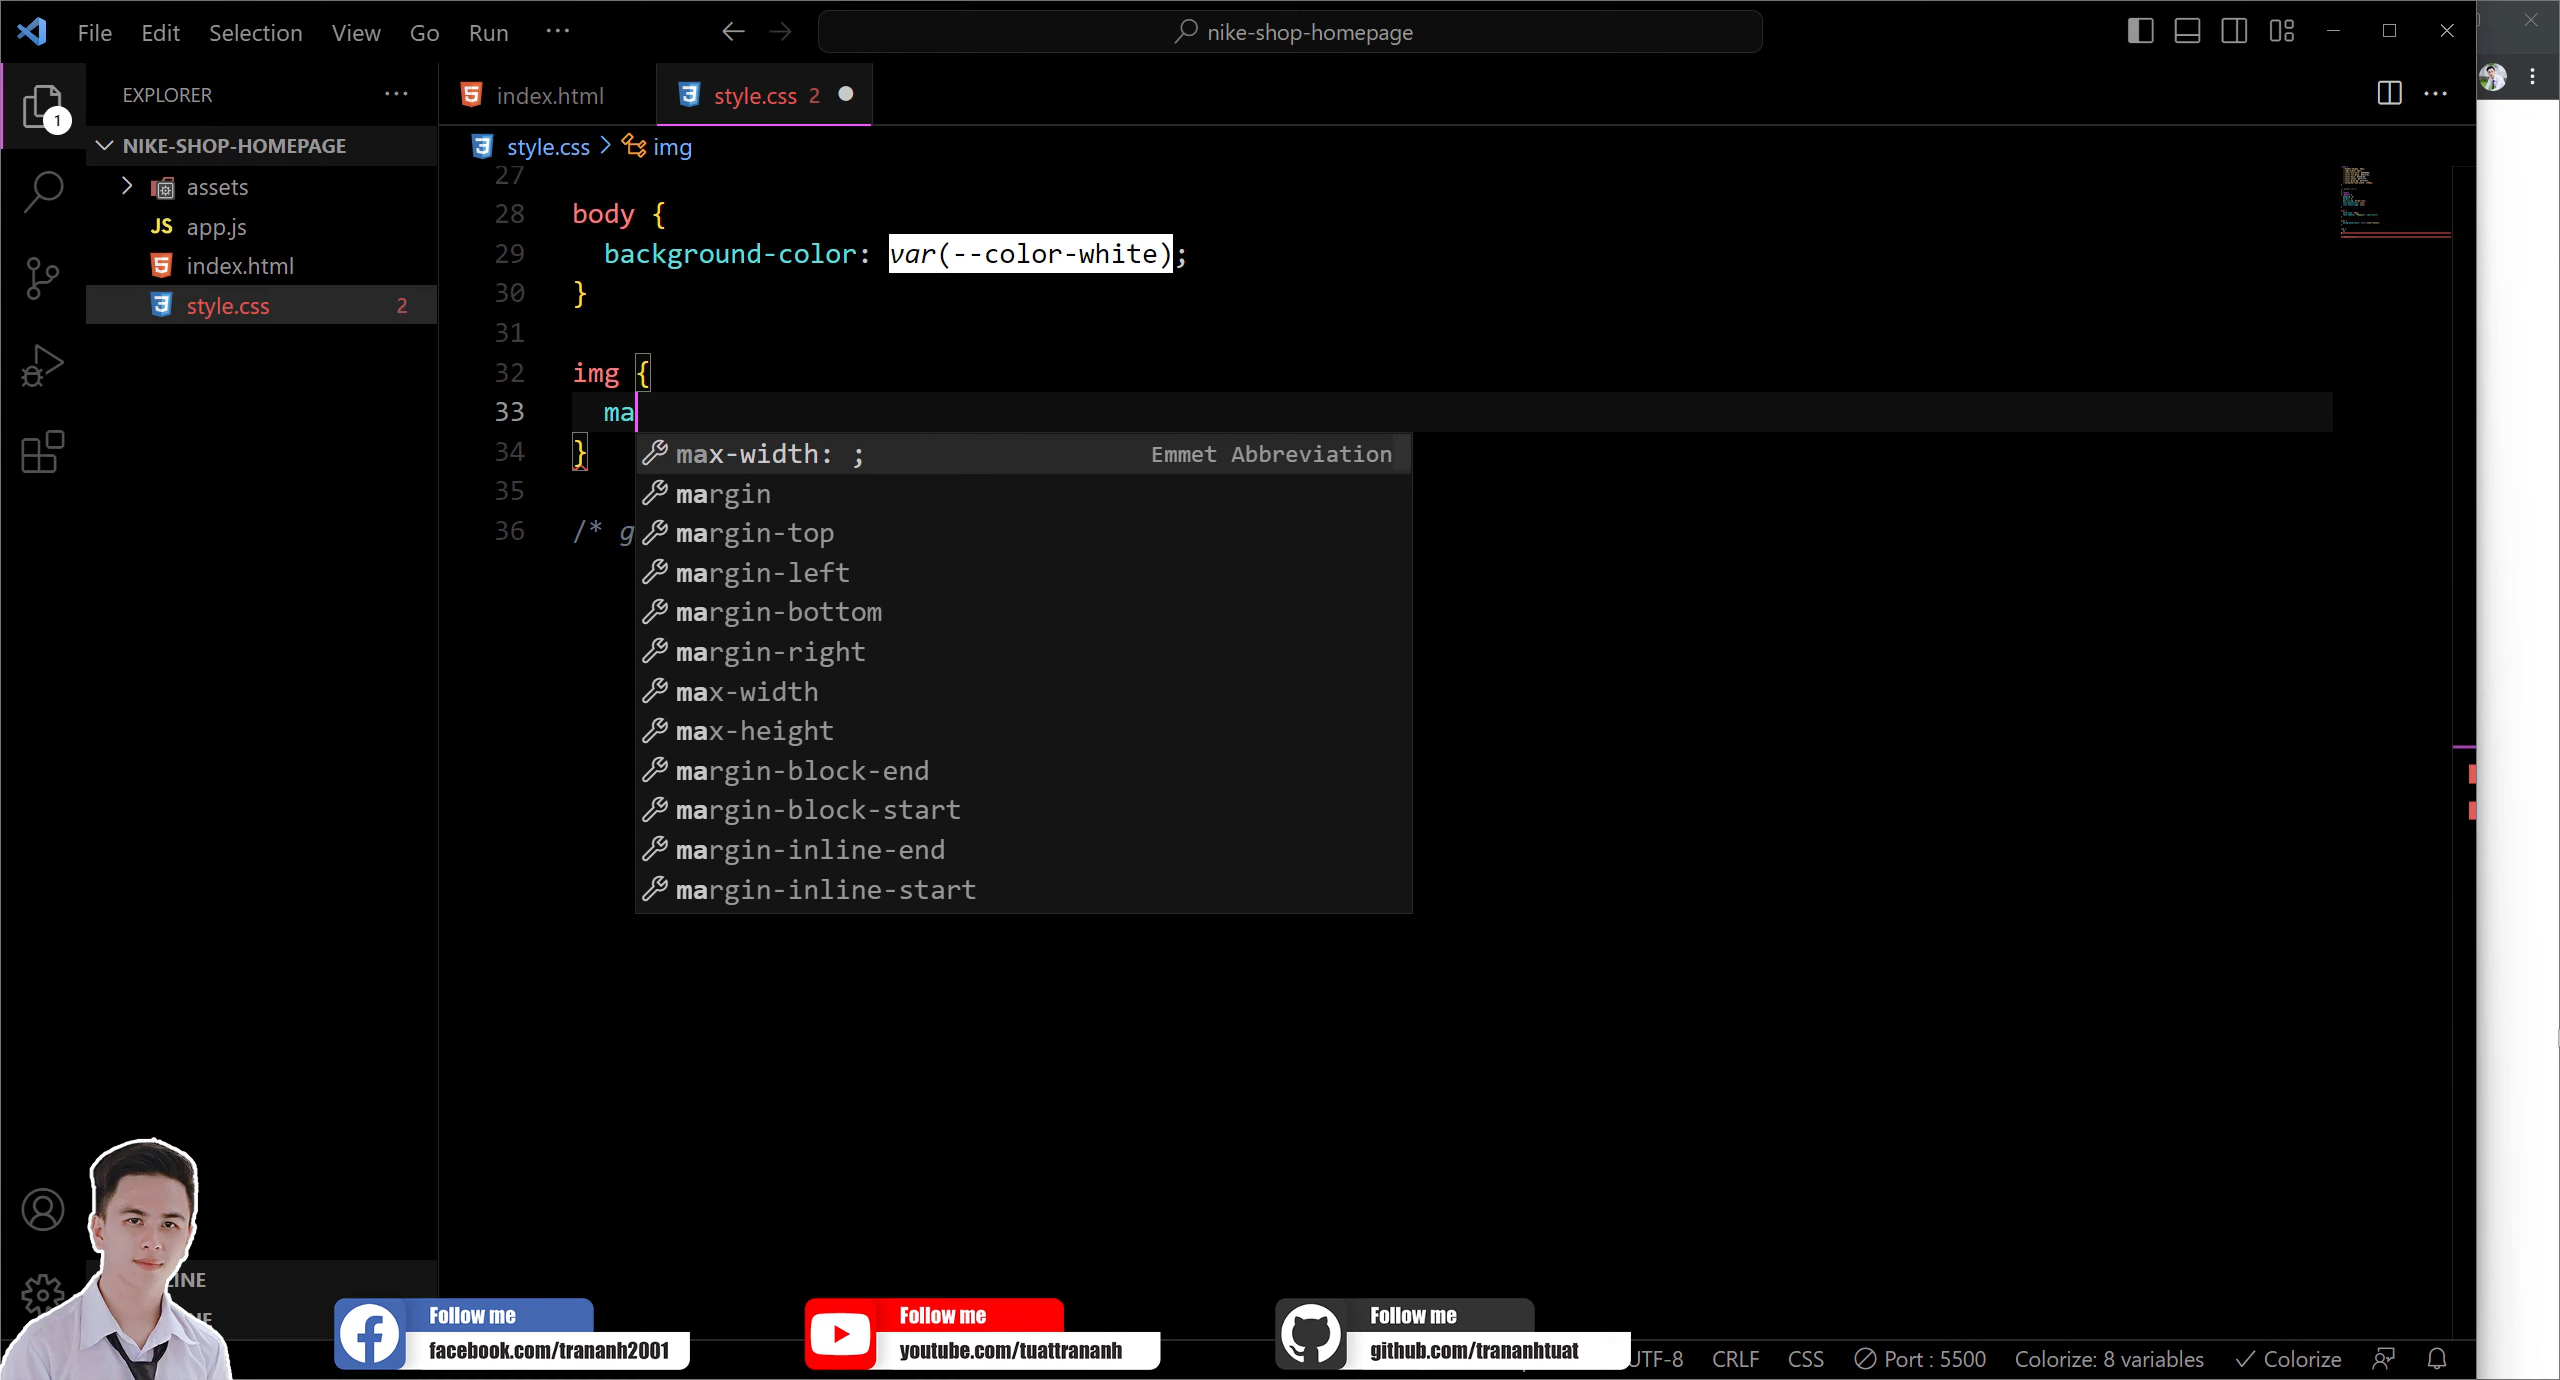 File Edit Selection View Go Run ···
nike-shop-homepage
EXPLORER
1
NIKE-SHOP-HOMEPAGE
assets
JS app.js
index.html
style.css 2
index.html
style.css 2
style.css > img
27
28 body {
29 background-color: var(--color-white);
30 }
31
32 img {
33 ma
34 }
35
36 /* g
max-width: ; Emmet Abbreviation
margin
margin-top
margin-left
margin-bottom
margin-right
max-width
max-height
margin-block-end
margin-block-start
margin-inline-end
margin-inline-start
Follow me
facebook.com/trananh2001
Follow me
youtube.com/tuattrananh
Follow me
github.com/trananhtuat
UTF-8 CRLF CSS Port : 5500 Colorize: 8 variables Colorize